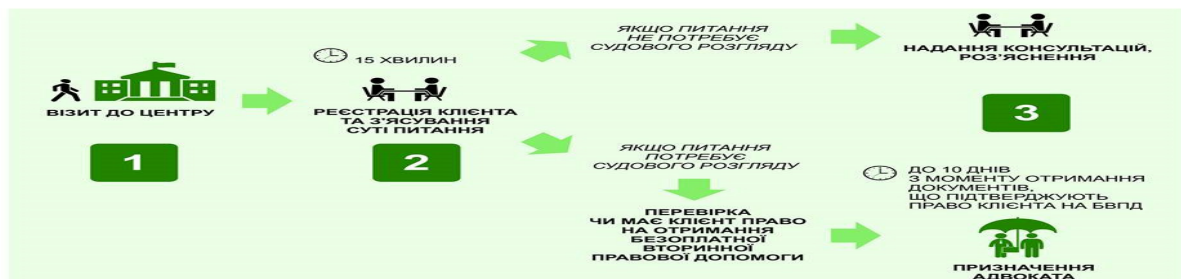 ВІЗИТ ДО ЦЕНТРУ
1
15 ХВИЛИН
РЕЄСТРАЦІЯ КЛІЄНТА
ТА З'ЯСУВАННЯ
СУТІ ПИТАННЯ
2
ЯКЩО ПИТАННЯ
НЕ ПОТРЕБУЄ
СУДОВОГО РОЗГЛЯДУ
НАДАННЯ КОНСУЛЬТАЦІЙ,
РОЗ'ЯСНЕННЯ
3
ЯКЩО ПИТАННЯ
ПОТРЕБУЄ
СУДОВОГО РОЗГЛЯДУ
ПЕРЕВІРКА
ЧИ МАЄ КЛІЄНТ ПРАВО
НА ОТРИМАННЯ
БЕЗОПЛАТНОЇ
ВТОРИННОЇ
ПРАВОВОЇ ДОПОМОГИ
ДО 10 ДНІВ
З МОМЕНТУ ОТРИМАННЯ
ДОКУМЕНТІВ,
ЩО ПІДТВЕРДЖУЮТЬ
ПРАВО КЛІЄНТА НА БВПД
ПРИЗНАЧЕННЯ
АДВОКАТА